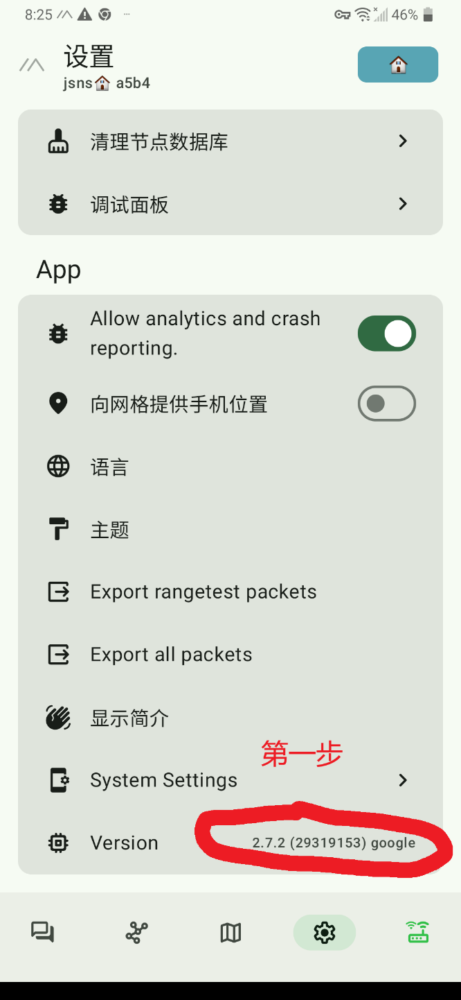 8:25
46%
设置
jsns🏠 a5b4
清理节点数据库
调试面板
App
Allow analytics and crash
reporting.
向网格提供手机位置
语言
主题
Export rangetest packets
Export all packets
显示简介
第一步
System Settings
Version
2.7.2 (29319153) google